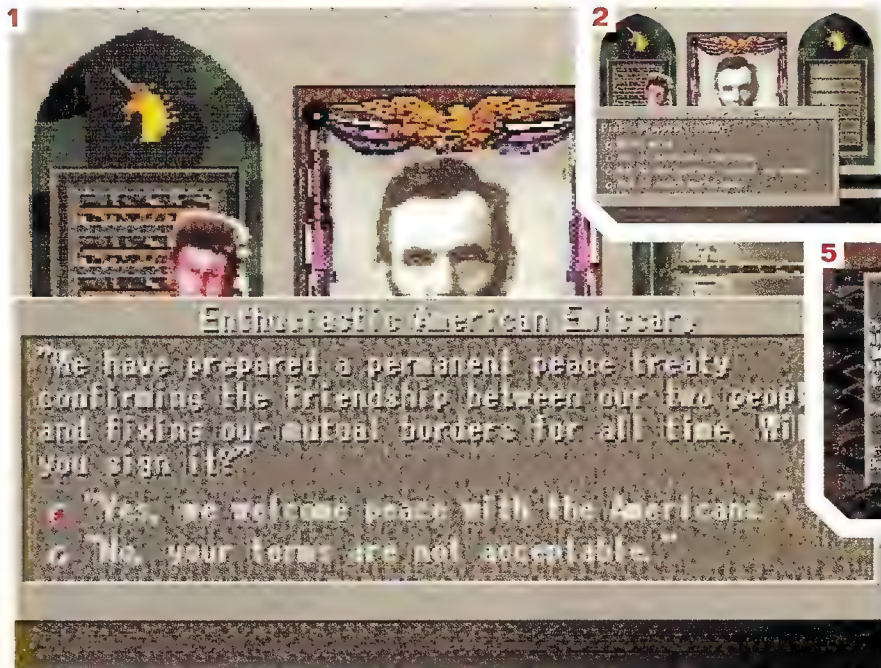 1
Enthusiastic American Emissary
"We have prepared a permanent peace treaty
confirming the friendship between our two peopl
and fixing our mutual borders for all time. Wil
you sign it?"
"Yes, we welcome peace with the Americans."
"No, your terms are not acceptable."
2
5